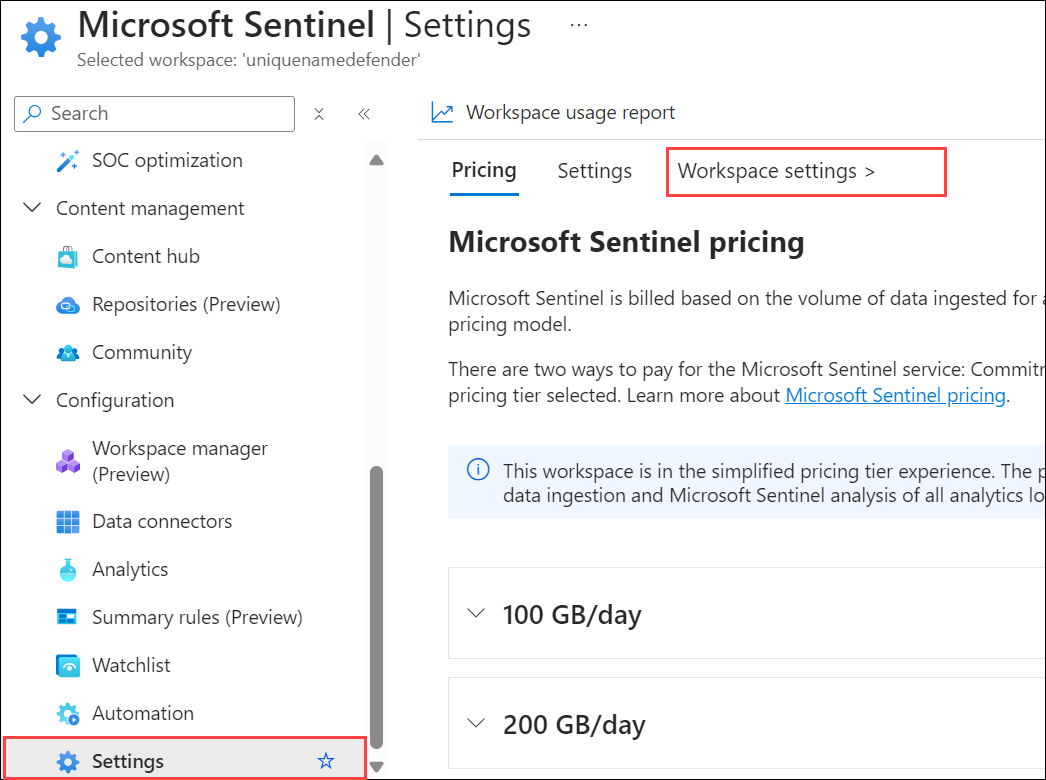 Microsoft Sentinel | Settings ...
Selected workspace: 'uniquenamedefender'
Search
SOC optimization
Content management
Content hub
Repositories (Preview)
Community
Configuration
Workspace manager
(Preview)
Data connectors
Analytics
Summary rules (Preview)
Watchlist
Automation
Settings
Workspace usage report
Pricing Settings Workspace settings >
Microsoft Sentinel pricing
Microsoft Sentinel is billed based on the volume of data ingested for
pricing model.
There are two ways to pay for the Microsoft Sentinel service: Commitm
pricing tier selected. Learn more about Microsoft Sentinel pricing.
This workspace is in the simplified pricing tier experience. The p
data ingestion and Microsoft Sentinel analysis of all analytics lo
100 GB/day
200 GB/day